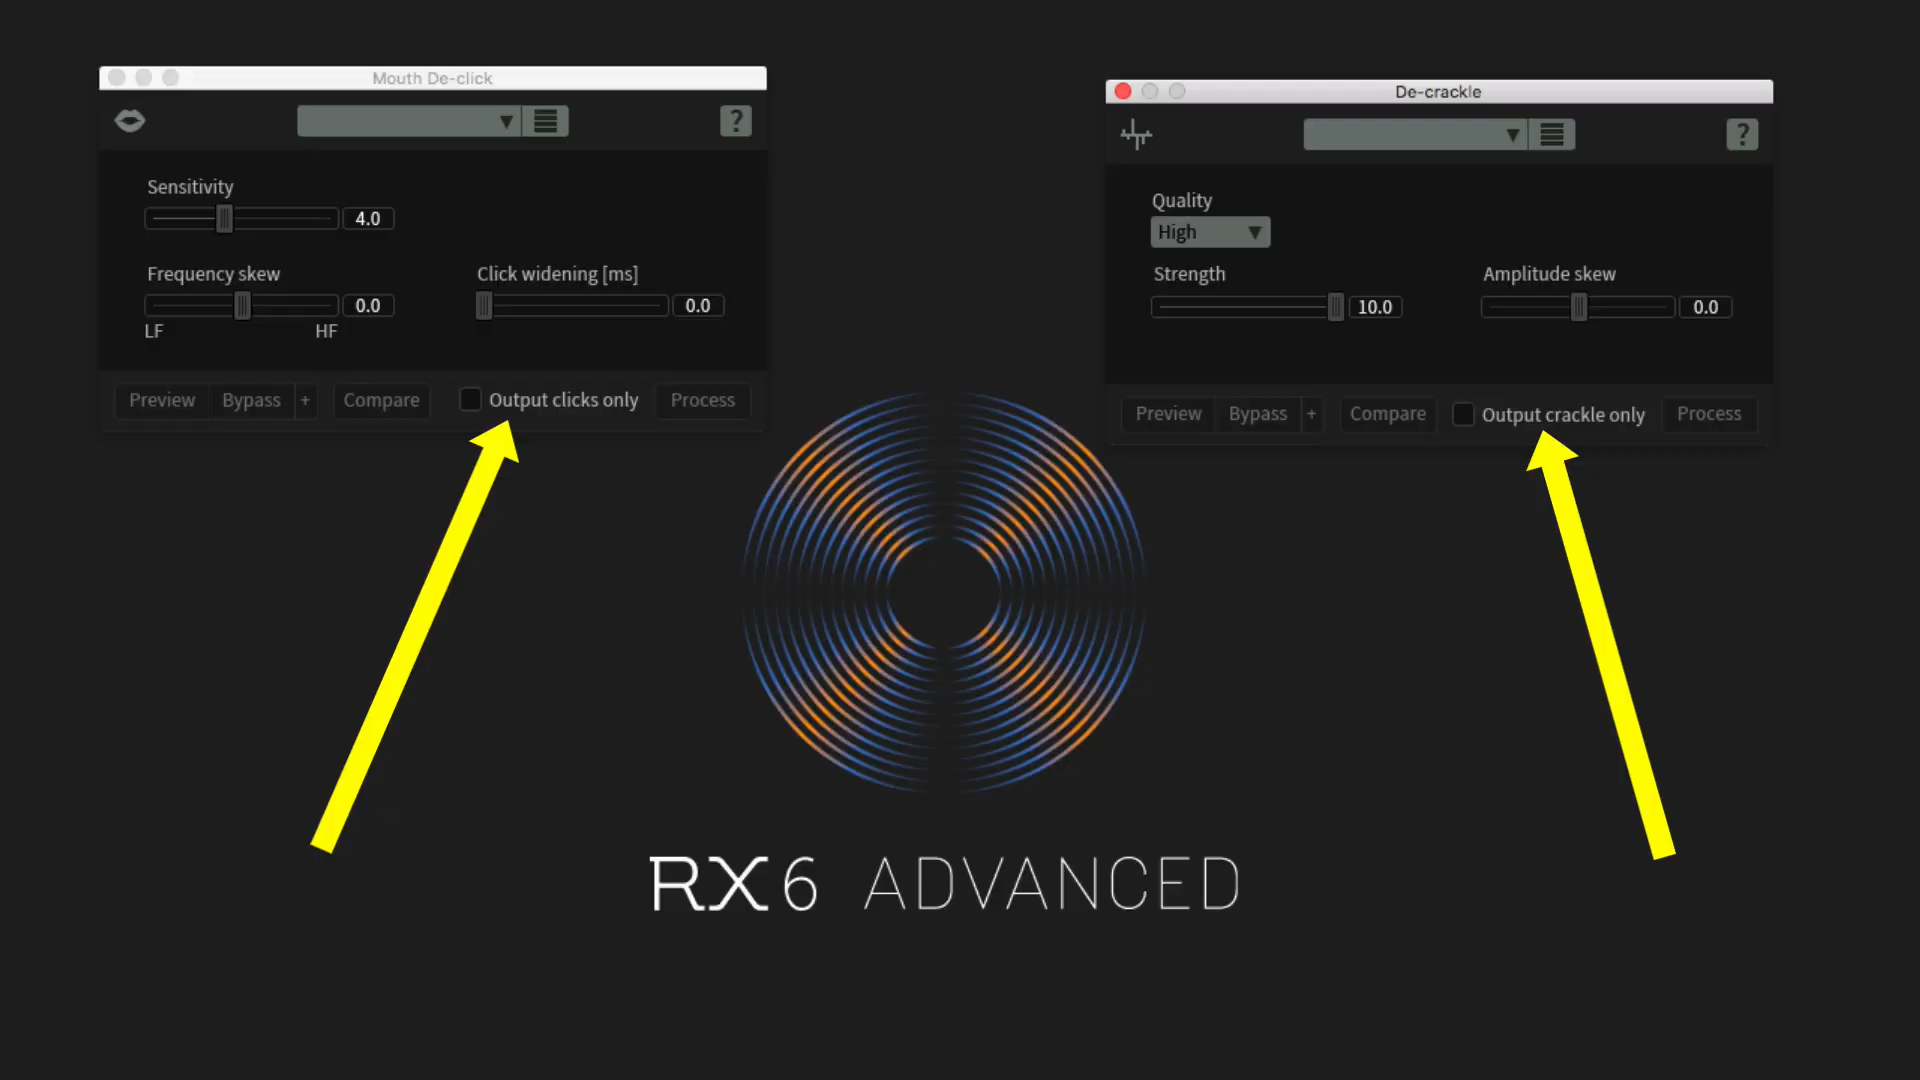 Mouth De-click
?
Sensitivity
4.0
Frequency skew
0.0
LF HF
Click widening [ms]
0.0
Preview Bypass + Compare Output clicks only Process
De-crackle
?
Quality
High
Strength
10.0
Amplitude skew
0.0
Preview Bypass + Compare Output crackle only Process
RX 6 ADVANCED